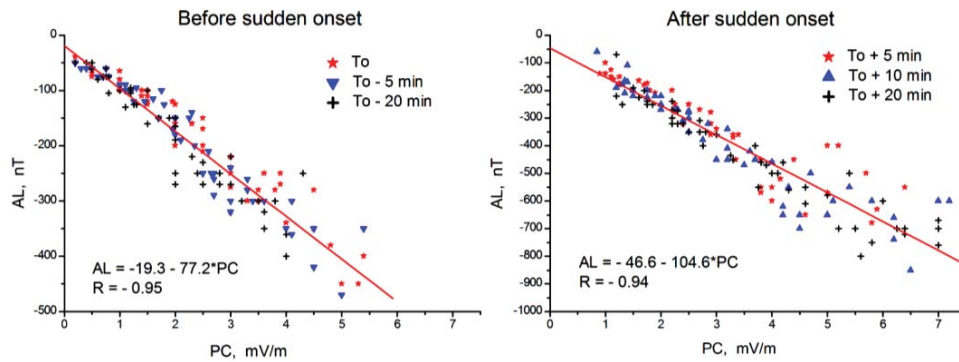 Before sudden onset
To
To - 5 min
To - 20 min
0
-100
-200
-300
-400
-500
AL, nT
AL = -19.3 - 77.2*PC
R = - 0.95
0 1 2 3 4 5 6 7
PC, mV/m
After sudden onset
To + 5 min
To + 10 min
To + 20 min
0
-100
-200
-300
-400
-500
-600
-700
-800
-900
-1000
AL, nT
AL = - 46.6 - 104.6*PC
R = - 0.94
0 1 2 3 4 5 6 7
PC, mV/m